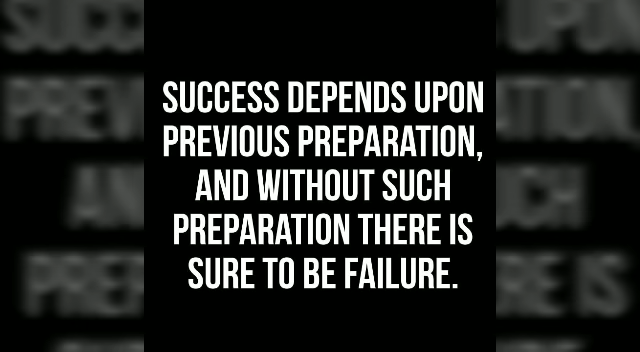 SUCCESS DEPENDS UPON
PREVIOUS PREPARATION,
AND WITHOUT SUCH
PREPARATION THERE IS
SURE TO BE FAILURE.